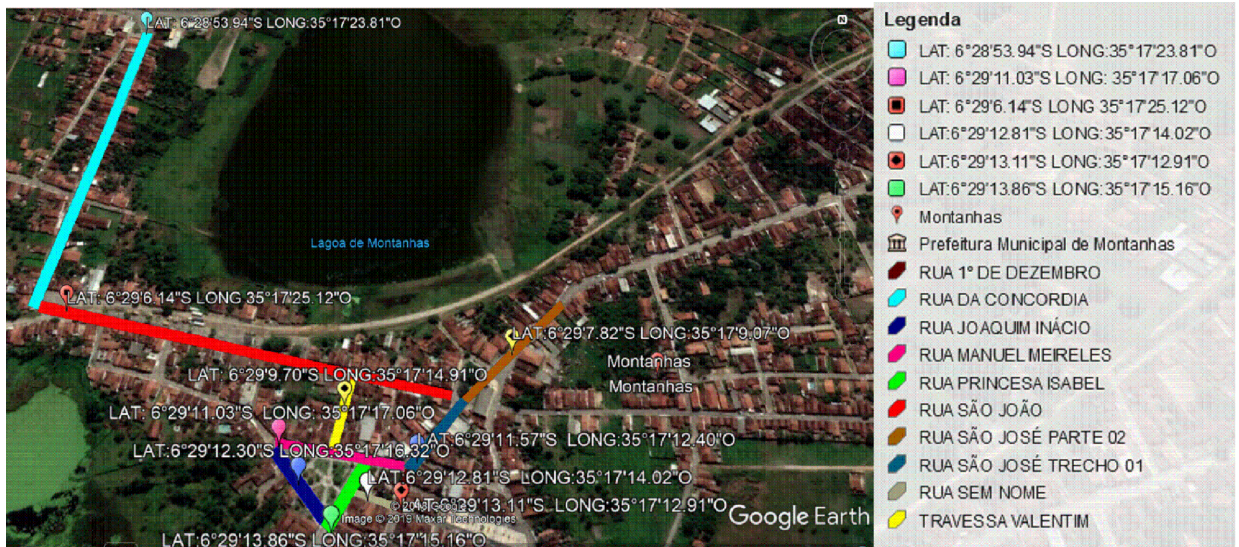 LAT: 6°28'53.94"S LONG:35°17'23.81"O
Lagoa de Montanhas
LAT: 6°29'6.14"S LONG 35°17'25.12"O
LAT:6°29'7.82"S LONG:35°17'9.07"O
Montanhas
Montanhas
LAT: 6°29'9.70"S LONG:35°17'14.91"O
LAT: 6°29'11.03"S LONG: 35°17'17.06"O
LAT:6°29'11.57"S LONG:35°17'12.40"O
LAT:6°29'12.30"S LONG:35°17'16.32"O
LAT:6°29'12.81"S LONG:35°17'14.02"O
LAT:6°29'13.11"S LONG:35°17'12.91"O
Image © 2019 Maxar Technologies
LAT:6°29'13.86"S LONG:35°17'15.16"O
Google Earth
N
Legenda
LAT: 6°28'53.94"S LONG:35°17'23.81"O
LAT: 6°29'11.03"S LONG: 35°17'17.06"O
LAT: 6°29'6.14"S LONG 35°17'25.12"O
LAT:6°29'12.81"S LONG:35°17'14.02"O
LAT:6°29'13.11"S LONG:35°17'12.91"O
LAT:6°29'13.86"S LONG:35°17'15.16"O
Montanhas
Prefeitura Municipal de Montanhas
RUA 1º DE DEZEMBRO
RUA DA CONCORDIA
RUA JOAQUIM INÁCIO
RUA MANUEL MEIRELES
RUA PRINCESA ISABEL
RUA SÃO JOÃO
RUA SÃO JOSÉ PARTE 02
RUA SÃO JOSÉ TRECHO 01
RUA SEM NOME
TRAVESSA VALENTIM